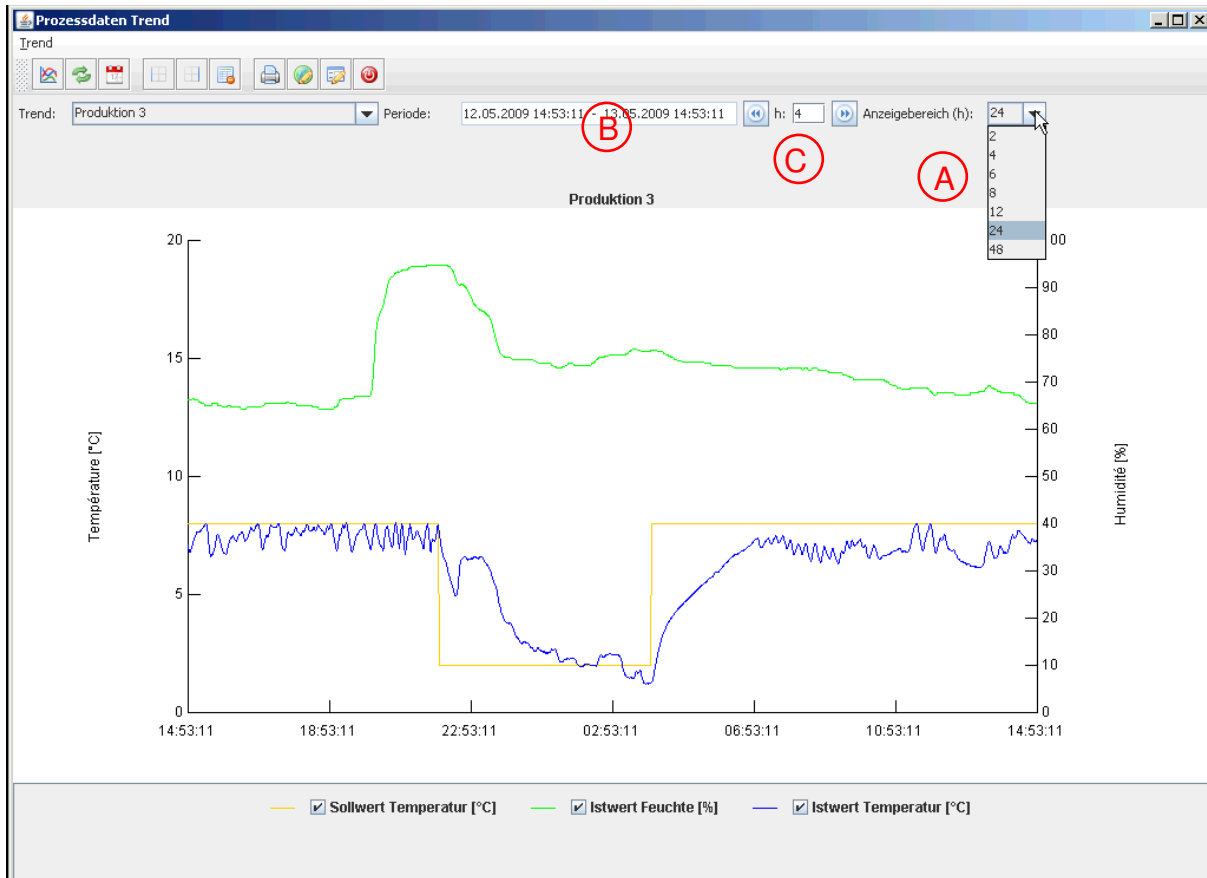 Prozessdaten Trend
Trend
12
Trend: Produktion 3 Periode: 12.05.2009 14:53:11 - 13.05.2009 14:53:11 h: 4 Anzeigebereich (h): 24
B
C
A
2
4
6
8
12
24
48
Produktion 3
20
15
10
5
0
Température [°C]
00
90
80
70
60
50
40
30
20
10
0
Humidité [%]
14:53:11 18:53:11 22:53:11 02:53:11 06:53:11 10:53:11 14:53:11
Sollwert Temperatur [°C] Istwert Feuchte [%] Istwert Temperatur [°C]